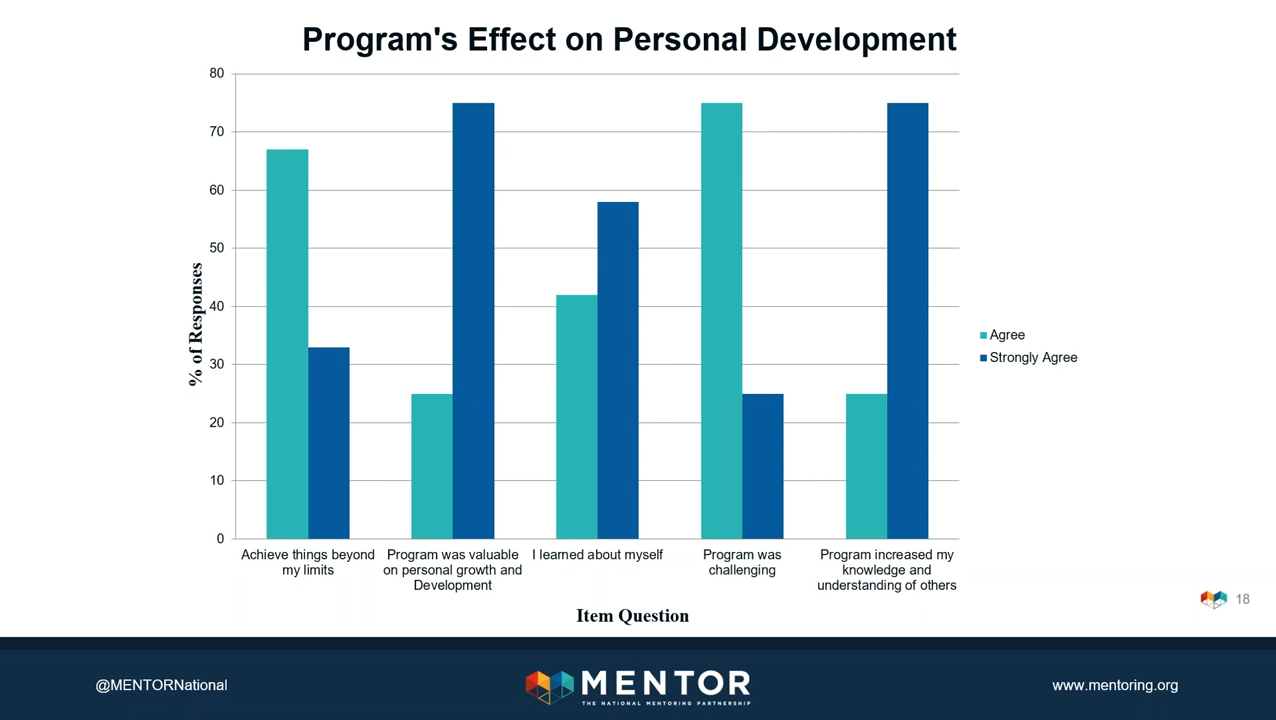 Program's Effect on Personal Development
80
70
60
50
40
30
20
10
0
% of Responses
Agree
Strongly Agree
Achieve things beyond
my limits
Program was valuable
on personal growth and
Development
I learned about myself
Program was
challenging
Program increased my
knowledge and
understanding of others
Item Question
18
@MENTORNational
MENTOR
THE NATIONAL MENTORING PARTNERSHIP
www.mentoring.org